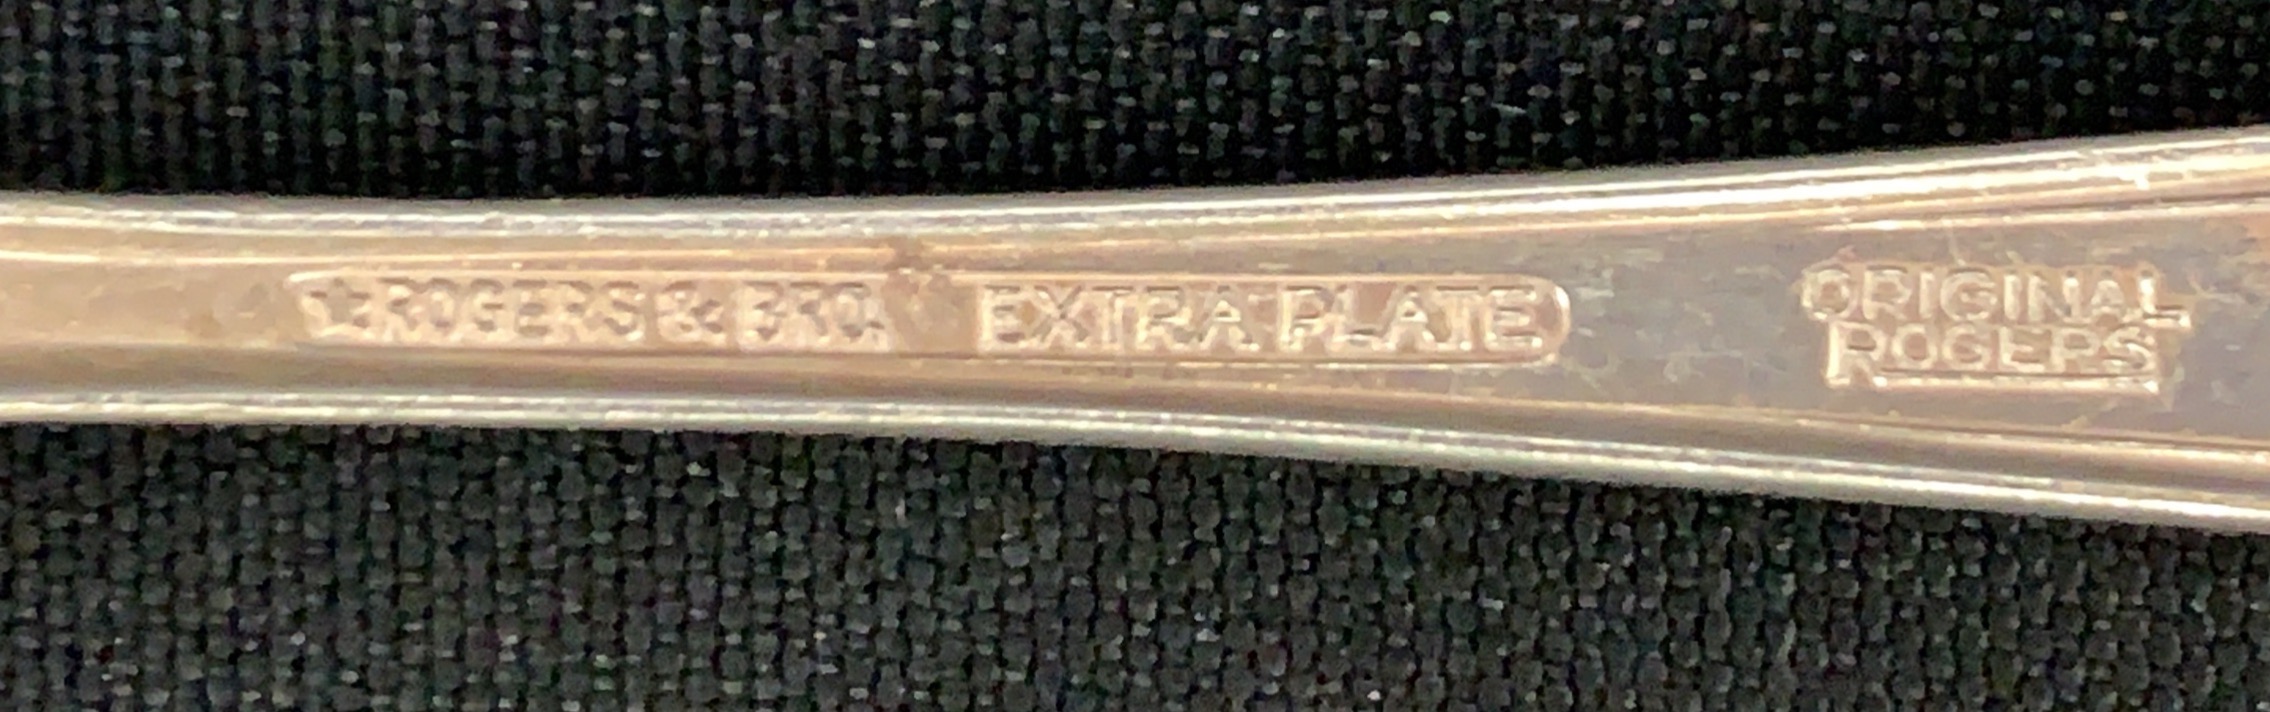 ☆ROGERS & BRO. EXTRA PLATE
ORIGINAL
ROGERS